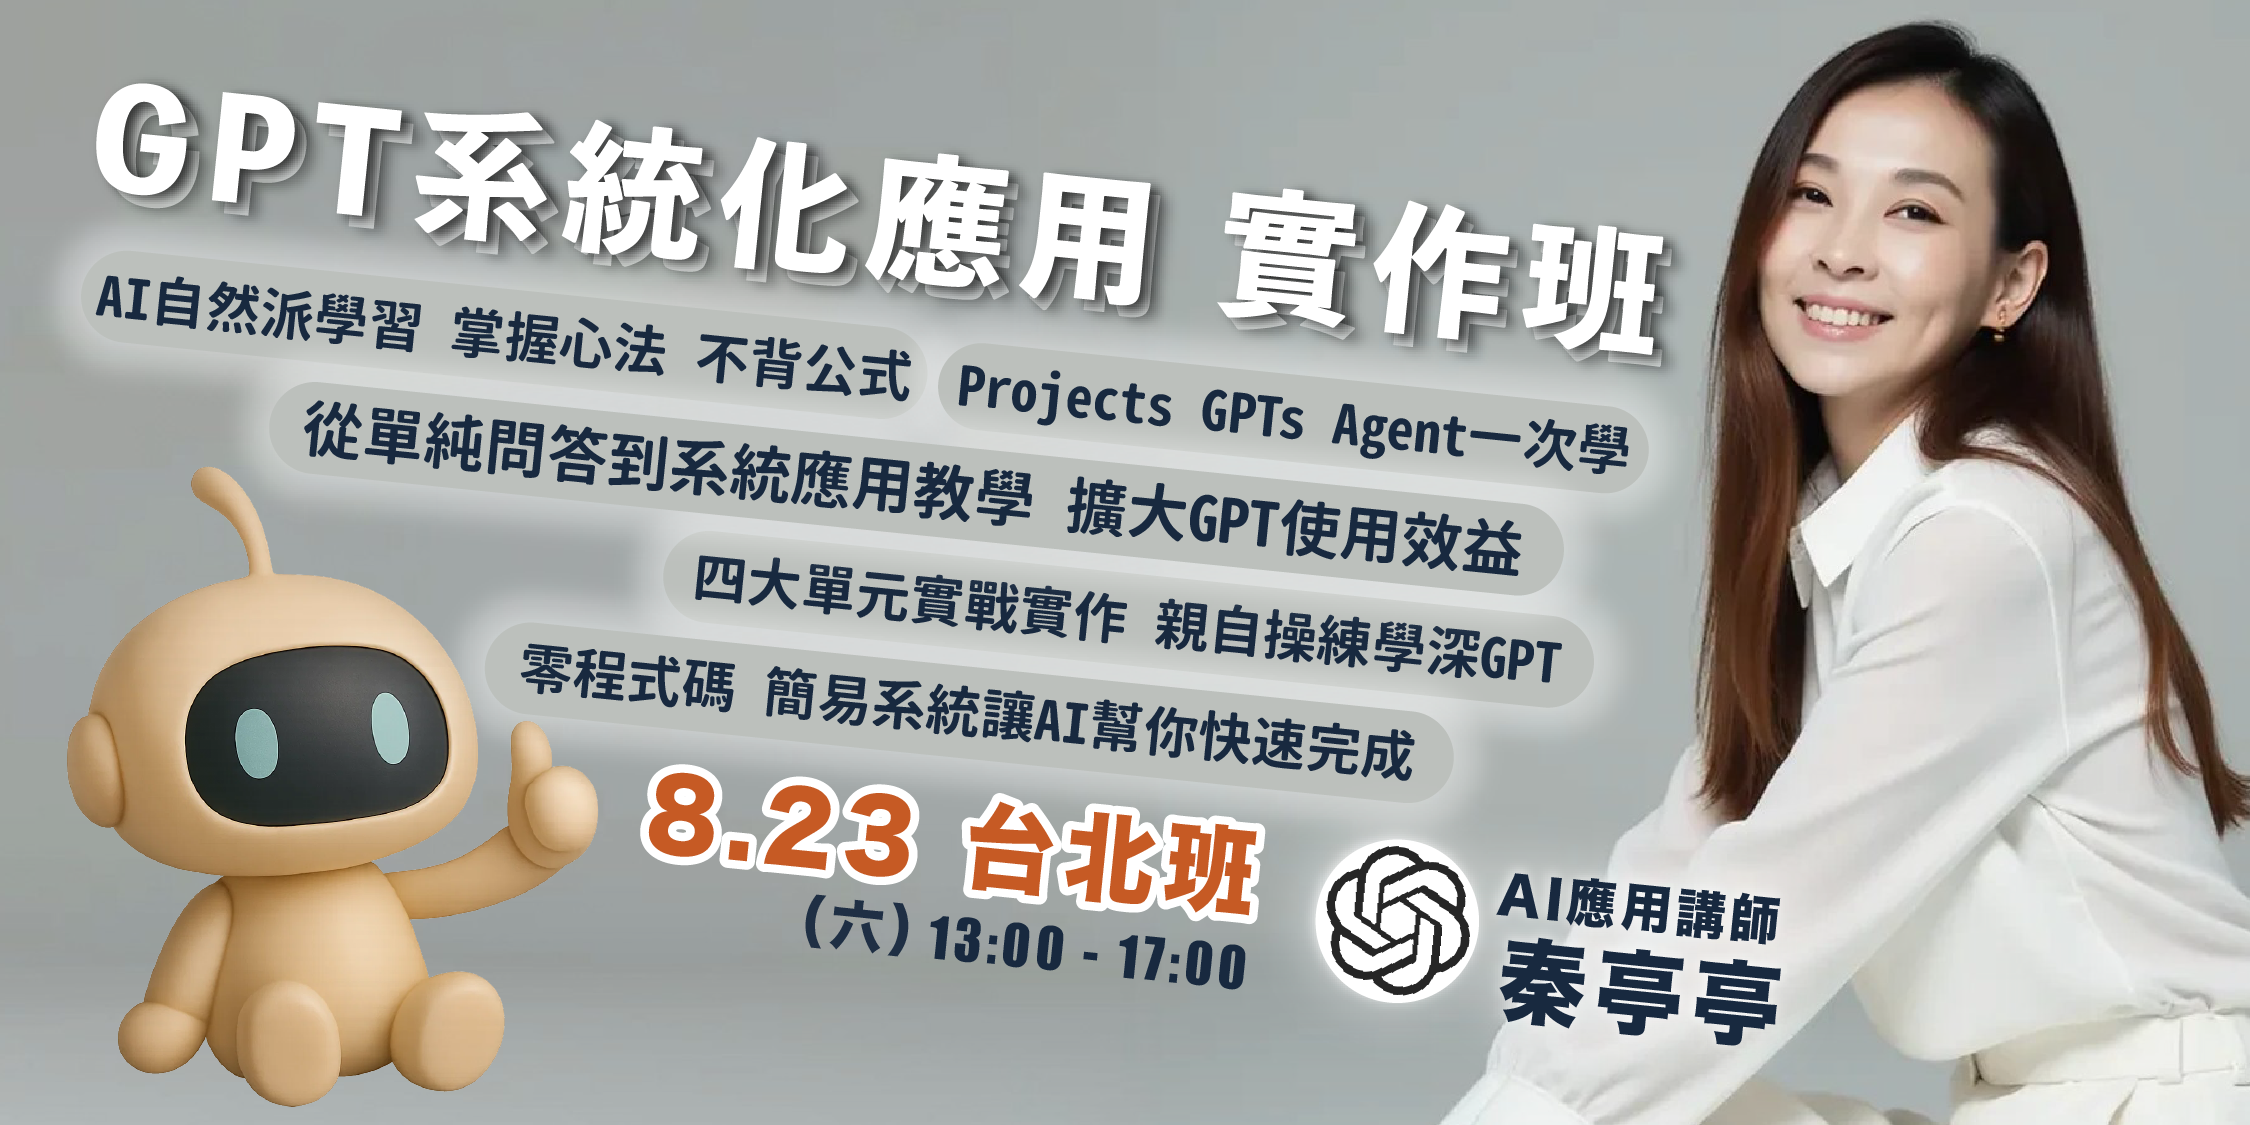 GPT系統化應用 實作班
AI自然派學習 掌握心法 不背公式
Projects GPTs Agent一次學
從單純問答到系統應用教學 擴大GPT使用效益
四大單元實戰實作 親自操練學深GPT
零程式碼 簡易系統讓AI幫你快速完成
8.23 台北班
(六) 13:00 - 17:00
AI應用講師
秦亭亭